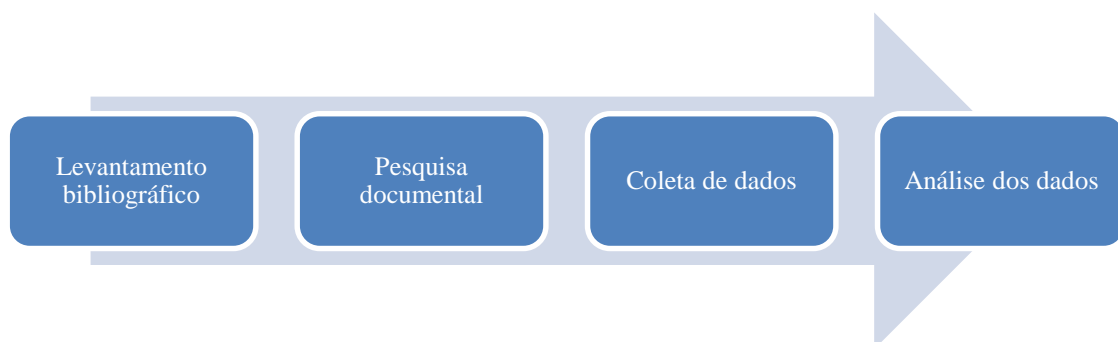 Levantamento
bibliográfico
Pesquisa
documental
Coleta de dados
Análise dos dados